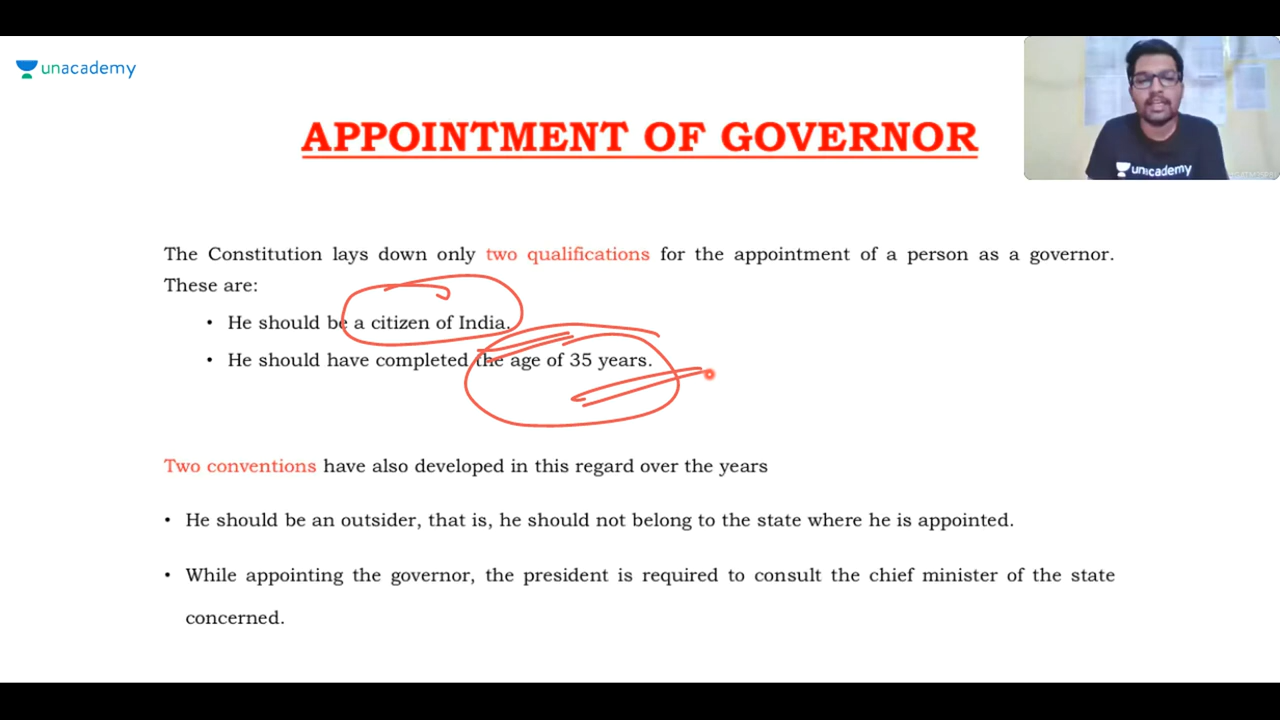 unacademy
APPOINTMENT OF GOVERNOR
unacademy
The Constitution lays down only two qualifications for the appointment of a person as a governor.
These are:
• He should be a citizen of India.
• He should have completed the age of 35 years.
Two conventions have also developed in this regard over the years
• He should be an outsider, that is, he should not belong to the state where he is appointed.
• While appointing the governor, the president is required to consult the chief minister of the state
concerned.